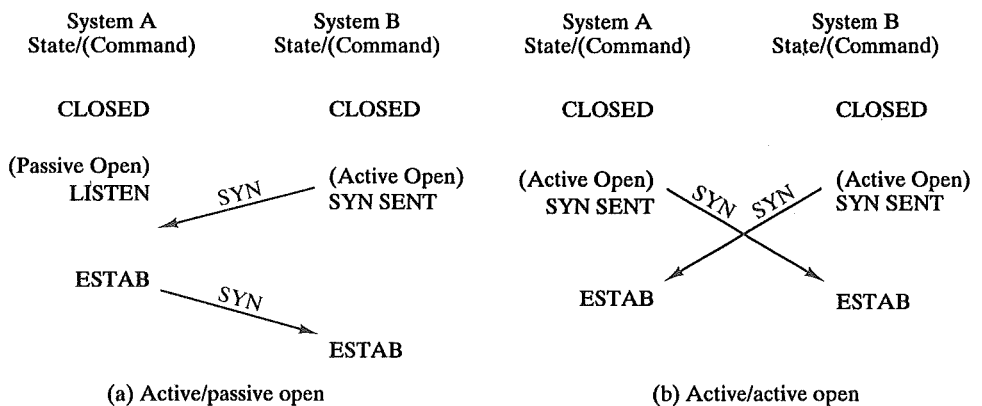 System A
State/(Command)
System B
State/(Command)
CLOSED
CLOSED
(Passive Open)
LISTEN
SYN
(Active Open)
SYN SENT
ESTAB
SYN
ESTAB
(a) Active/passive open
System A
State/(Command)
System B
State/(Command)
CLOSED
CLOSED
(Active Open)
SYN SENT
SYN
SYN
(Active Open)
SYN SENT
ESTAB
ESTAB
(b) Active/active open